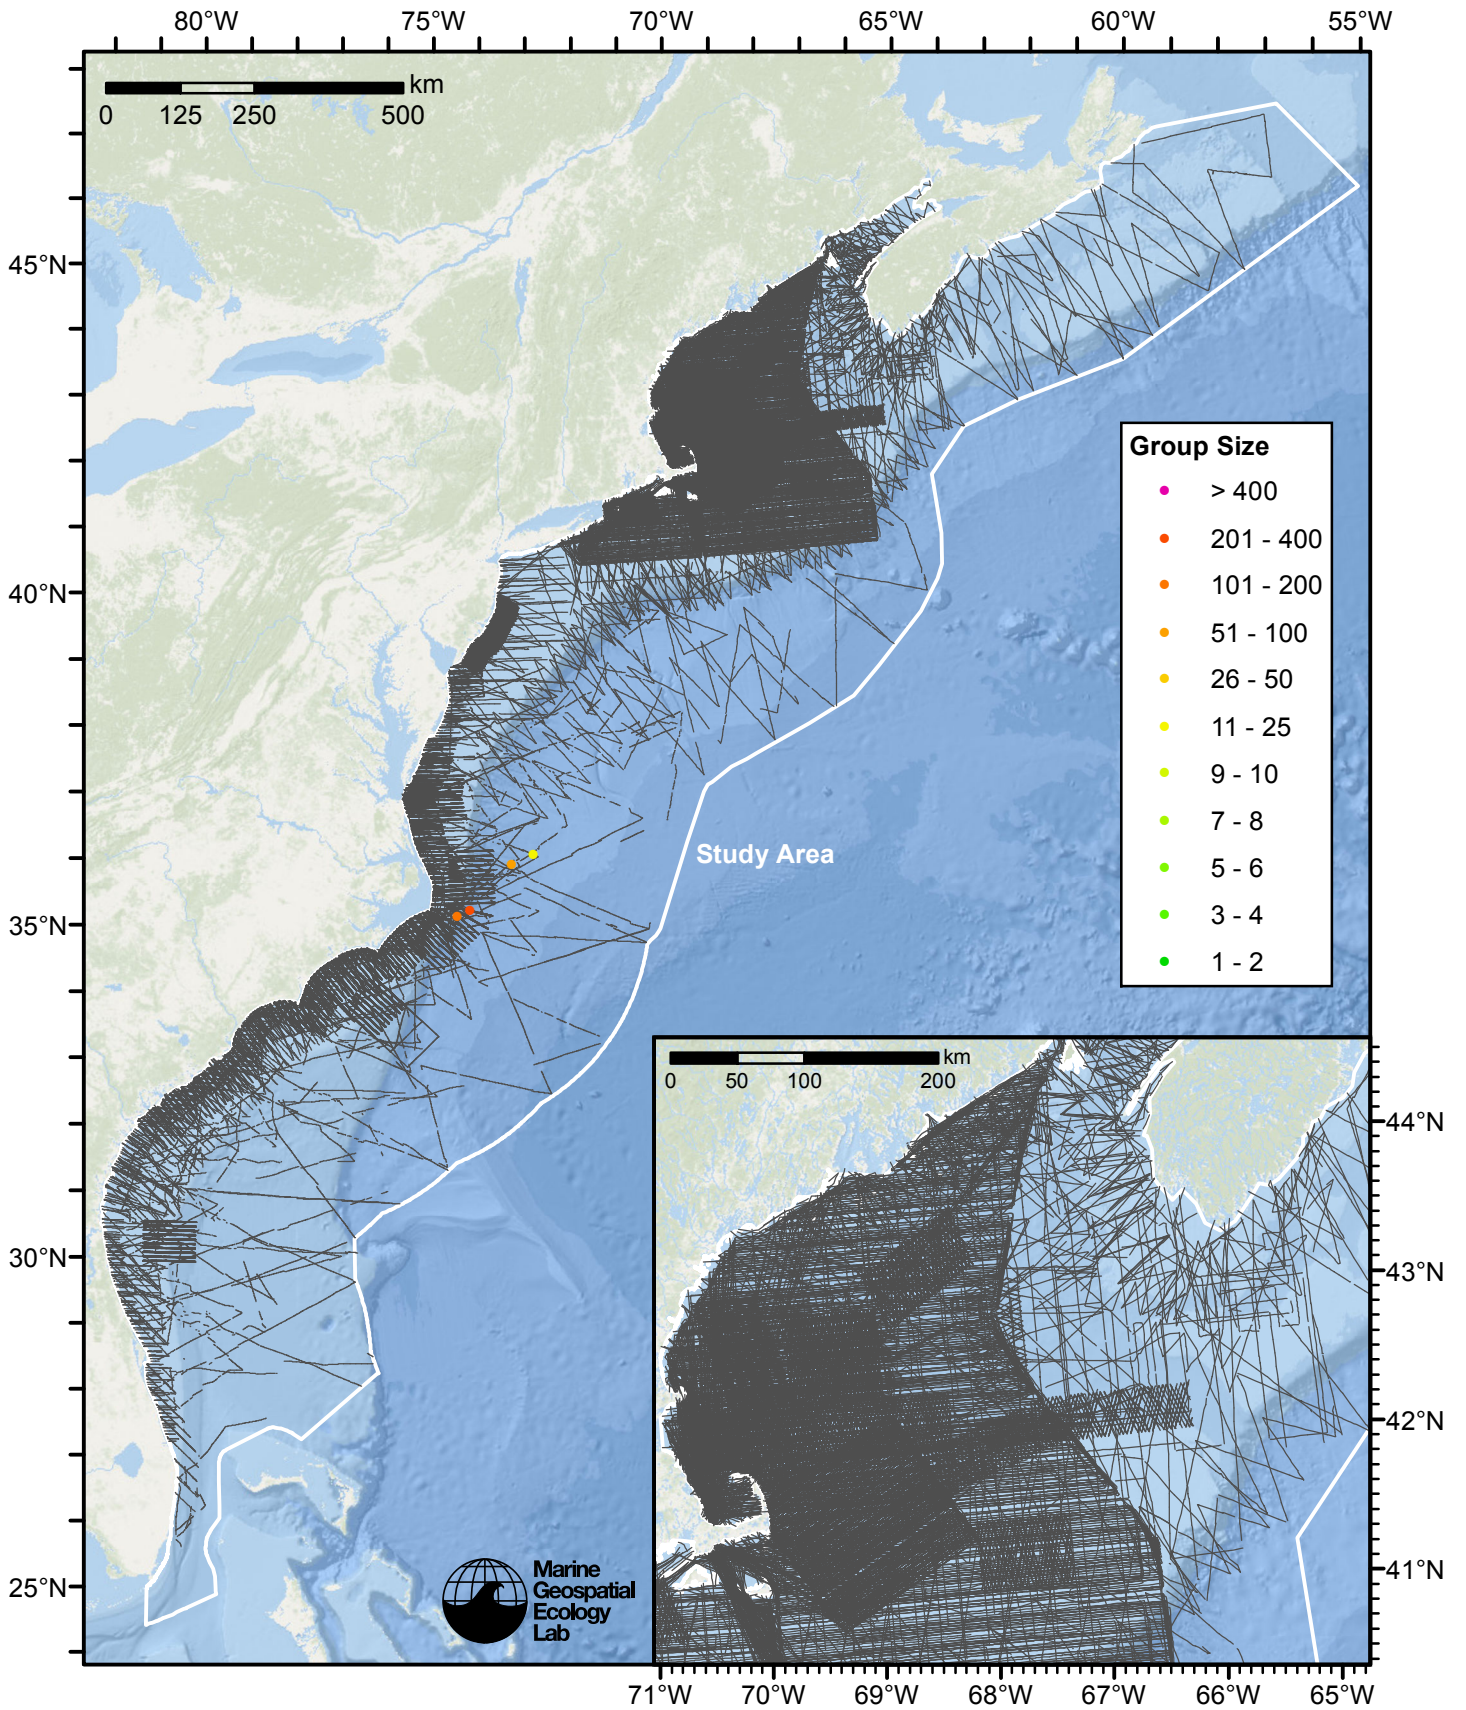 80°W 75°W 70°W 65°W 60°W 55°W
km
0 125 250 500
45°N
40°N
35°N
30°N
25°N
Group Size
> 400
201 - 400
101 - 200
51 - 100
26 - 50
11 - 25
9 - 10
7 - 8
5 - 6
3 - 4
1 - 2
Study Area
km
0 50 100 200
44°N
43°N
42°N
41°N
Marine
Geospatial
Ecology
Lab
71°W 70°W 69°W 68°W 67°W 66°W 65°W